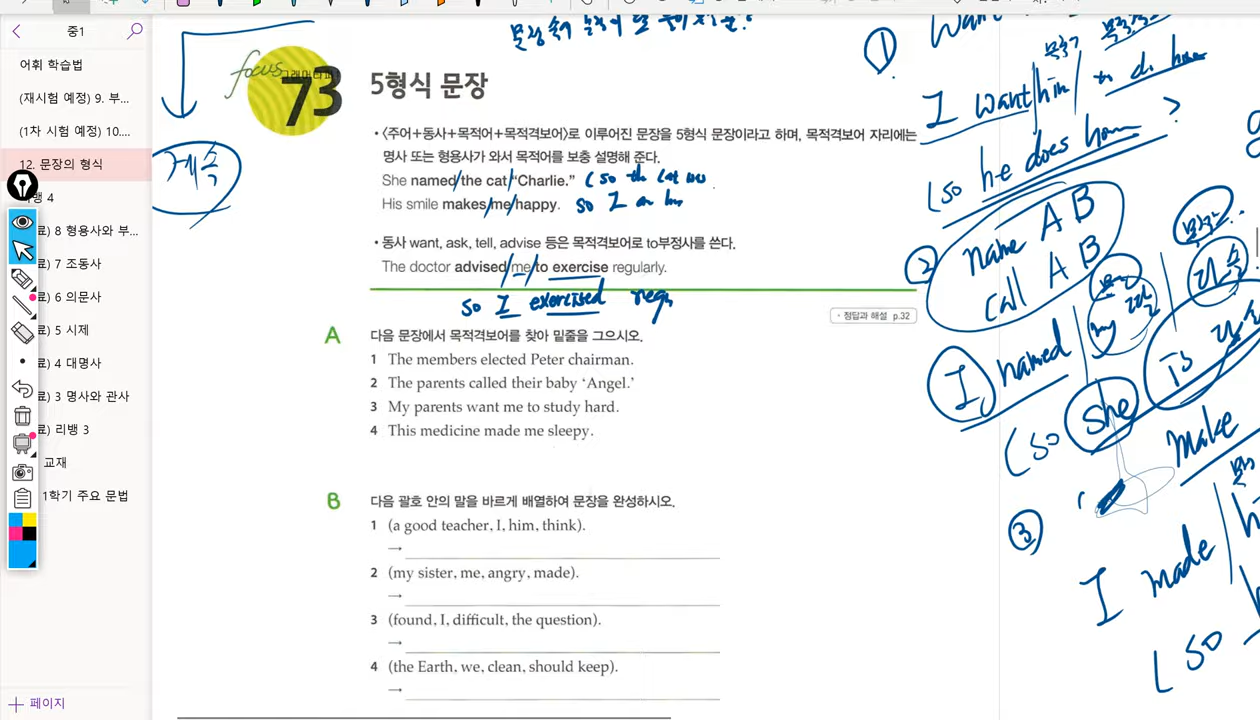 중1
어휘 학습법
(재시험 예정) 9. 부...
(1차 시험 예정) 10....
12. 문장의 형식
뱅 4
료) 8 형용사와 부...
료) 7 조동사
료) 6 의문사
료) 5 시제
료) 4 대명사
료) 3 명사와 관사
료) 리뱅 3
교재
1학기 주요 문법
페이지
계속
focus
73
5형식 문장
• 〈주어+동사+목적어+목적격보어〉로 이루어진 문장을 5형식 문장이라고 하며, 목적격보어 자리에는
명사 또는 형용사가 와서 목적어를 보충 설명해 준다.
She named/the cat/“Charlie.” (so the cat
His smile makes/me/happy. so I am
• 동사 want, ask, tell, advise 등은 목적격보어로 to부정사를 쓴다.
The doctor advised/me/to exercise regularly.
so I exercised
• 정답과 해설 p.32
A 다음 문장에서 목적격보어를 찾아 밑줄을 그으시오.
1 The members elected Peter chairman.
2 The parents called their baby ‘Angel.’
3 My parents want me to study hard.
4 This medicine made me sleepy.
B 다음 괄호 안의 말을 바르게 배열하여 문장을 완성하시오.
1 (a good teacher, I, him, think).
→
2 (my sister, me, angry, made).
→
3 (found, I, difficult, the question).
→
4 (the Earth, we, clean, should keep).
→
① want
I want/him/to do
(so he does ?
② name A B
call A B
I named my
(so she is
make
③
I made
(so